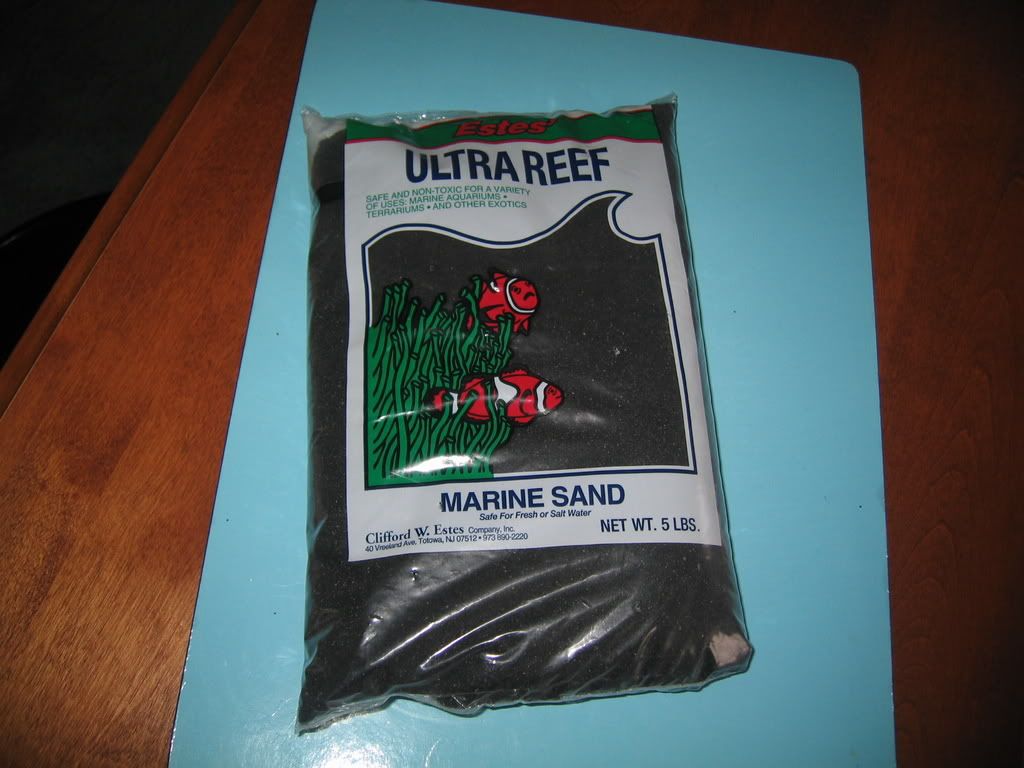 Estes'
ULTRA REEF
SAFE AND NON-TOXIC FOR A VARIETY
OF USES: MARINE AQUARIUMS •
TERRARIUMS • AND OTHER EXOTICS
MARINE SAND
Safe For Fresh or Salt Water
NET WT. 5 LBS.
Clifford W. Estes Company, Inc.
40 Vreeland Ave. Totowa, NJ 07512 • 973 890-2220